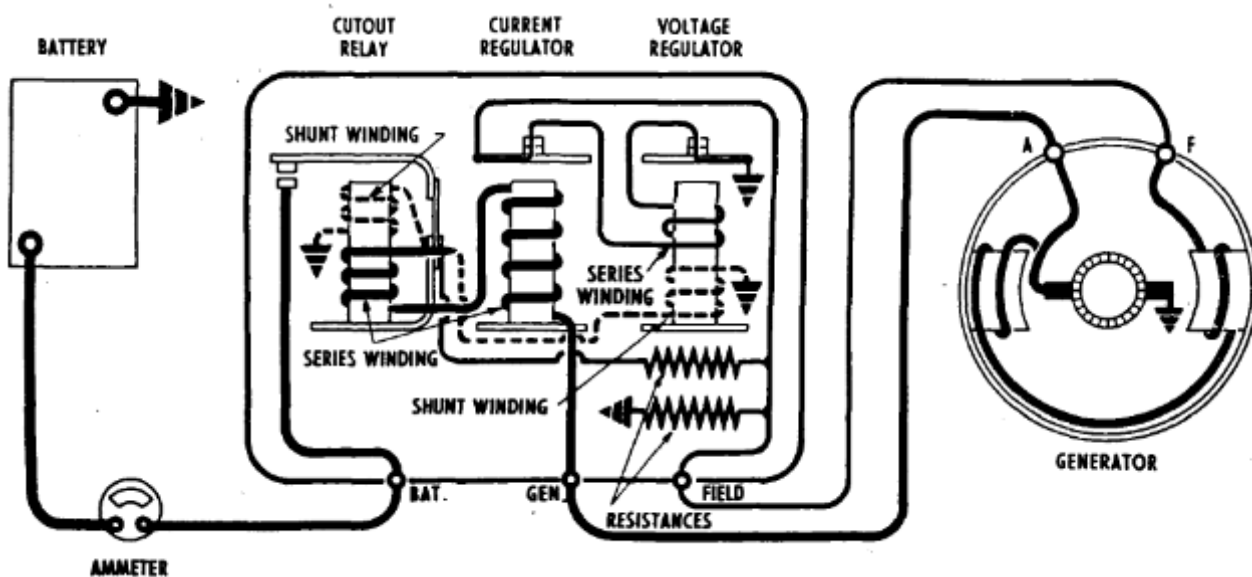 BATTERY
CUTOUT
RELAY
CURRENT
REGULATOR
VOLTAGE
REGULATOR
SHUNT WINDING
A
F
SERIES
WINDING
SERIES WINDING
SHUNT WINDING
GENERATOR
BAT.
GEN.
FIELD
RESISTANCES
AMMETER